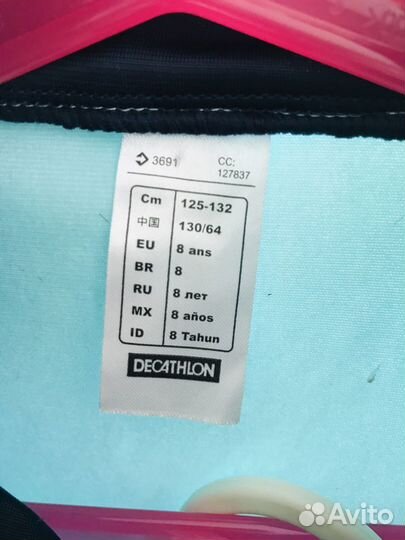 3691 CC:
127837
Cm 125-132
中国 130/64
EU 8 ans
BR 8
RU 8 лет
MX 8 años
ID 8 Tahun
DECATHLON
Avito